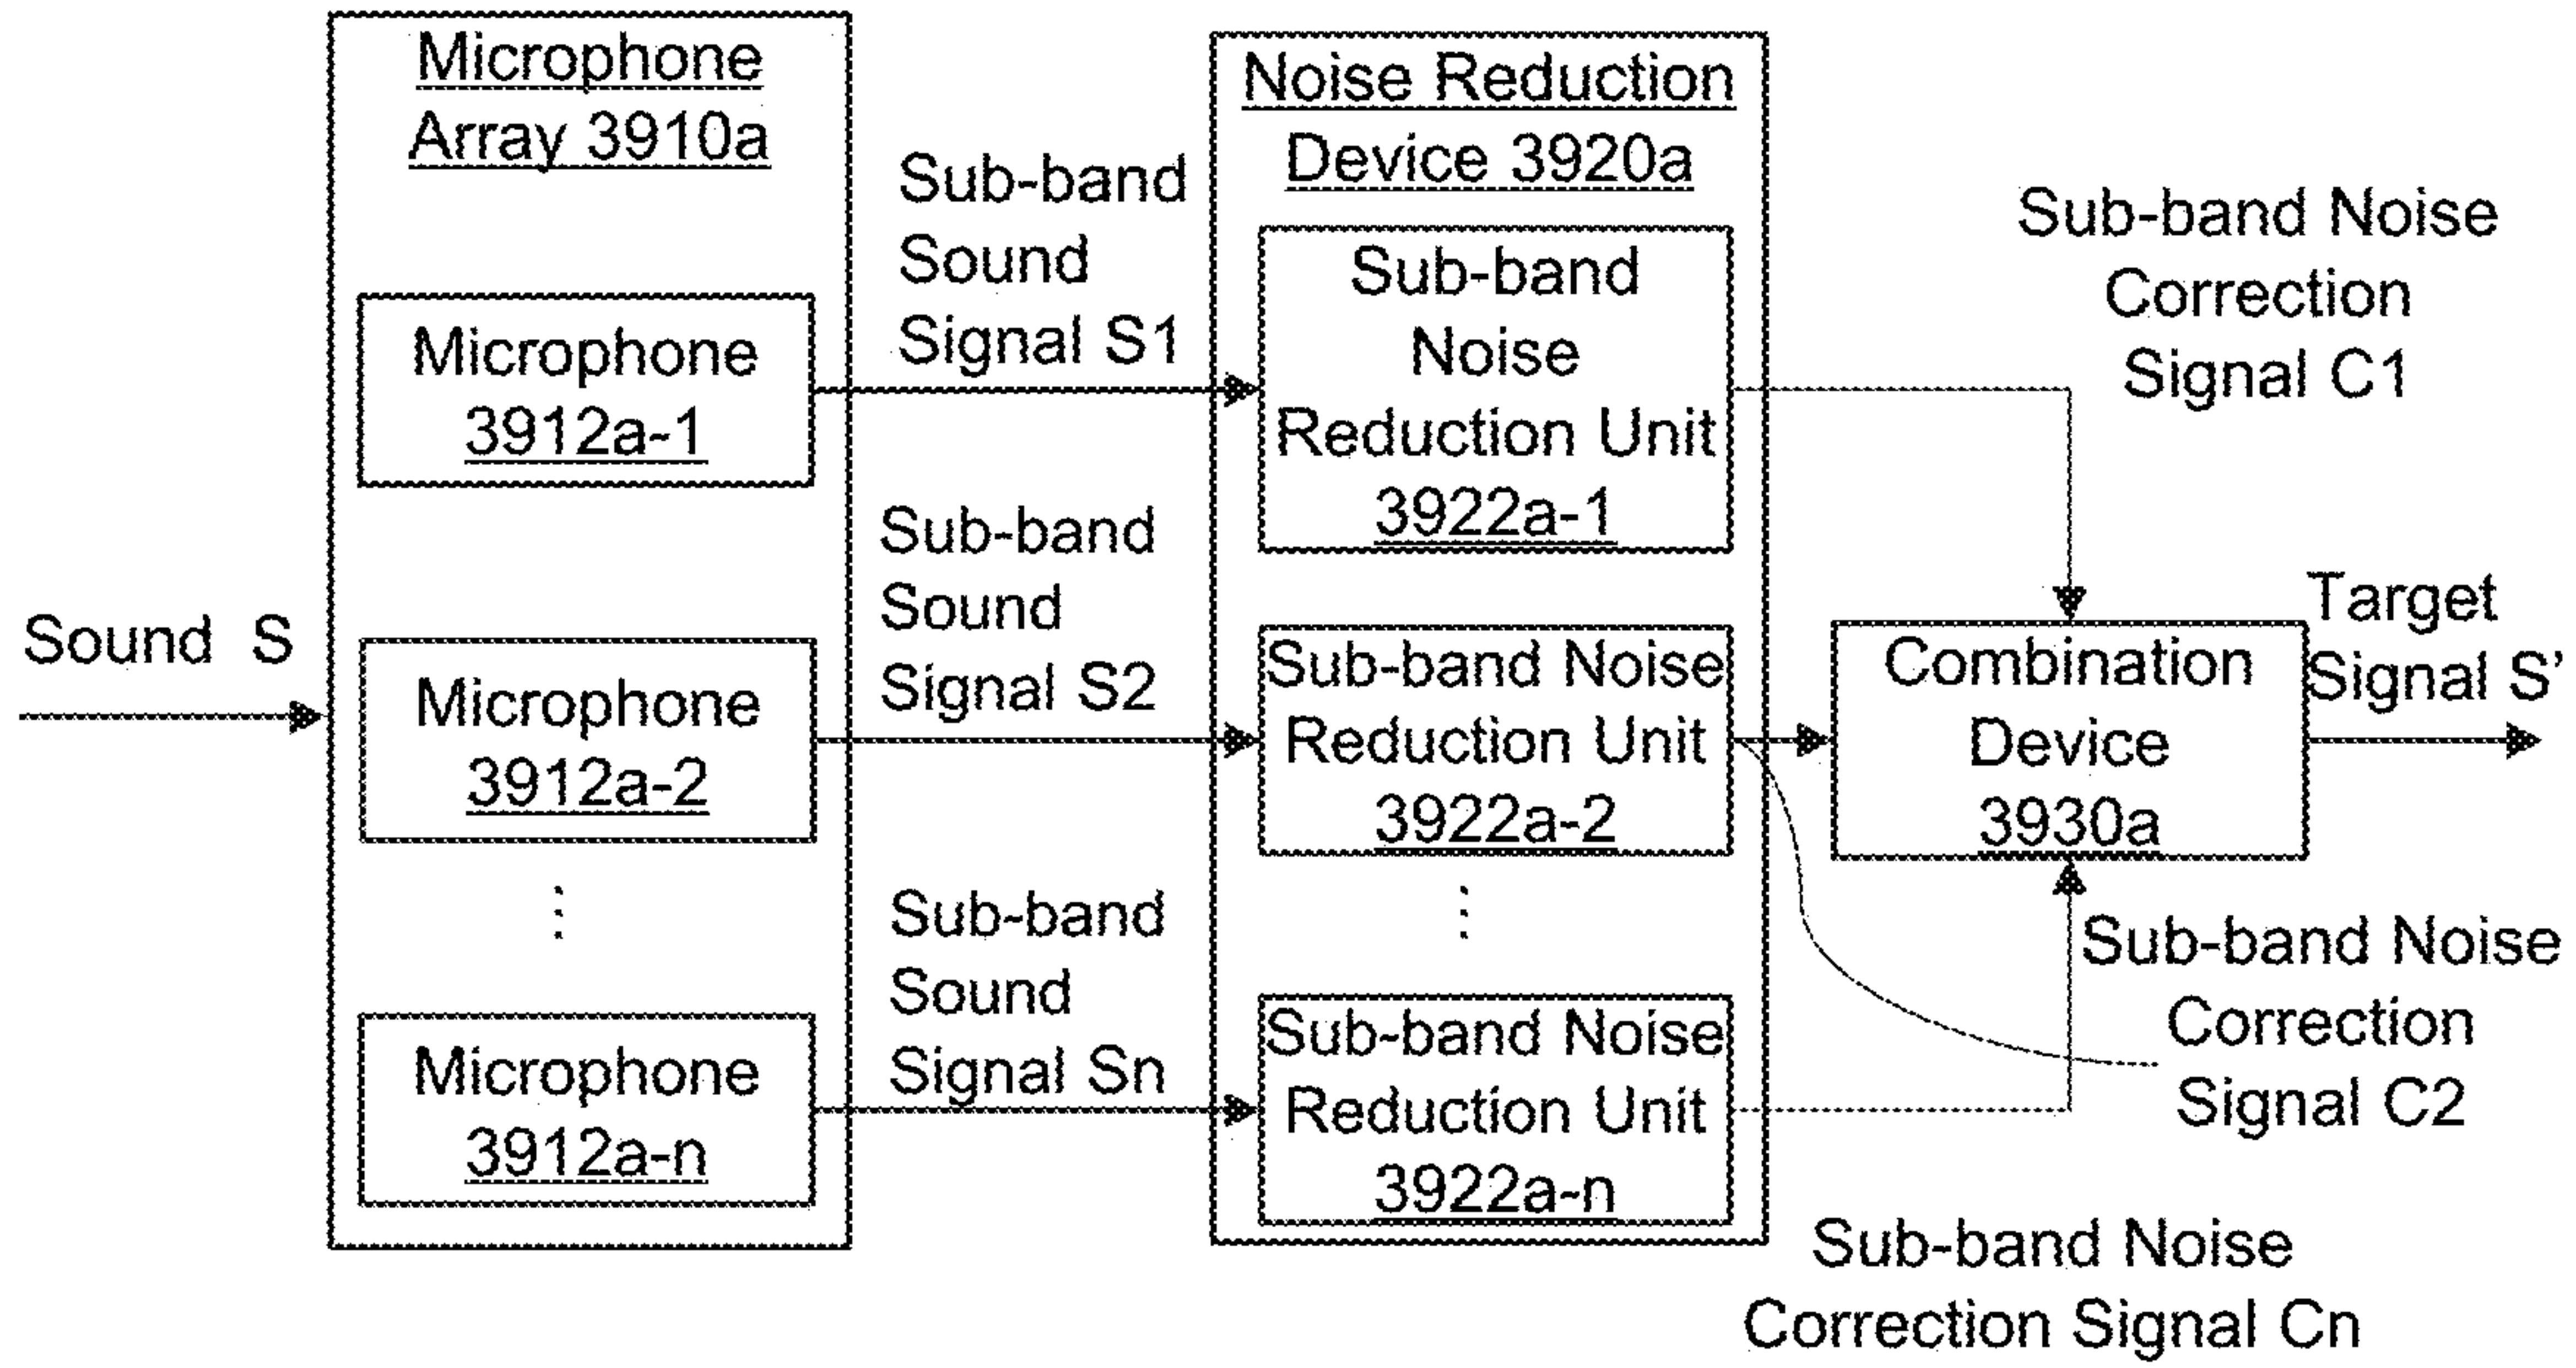 Microphone
Array 3910a
Sound S
Microphone
3912a-1
Microphone
3912a-2
⋮
Microphone
3912a-n
Sub-band
Sound
Signal S1
Sub-band
Sound
Signal S2
Sub-band
Sound
Signal Sn
Noise Reduction
Device 3920a
Sub-band
Noise
Reduction Unit
3922a-1
Sub-band Noise
Reduction Unit
3922a-2
⋮
Sub-band Noise
Reduction Unit
3922a-n
Sub-band Noise
Correction
Signal C1
Combination
Device
3930a
Target
Signal S’
Sub-band Noise
Correction
Signal C2
Sub-band Noise
Correction Signal Cn